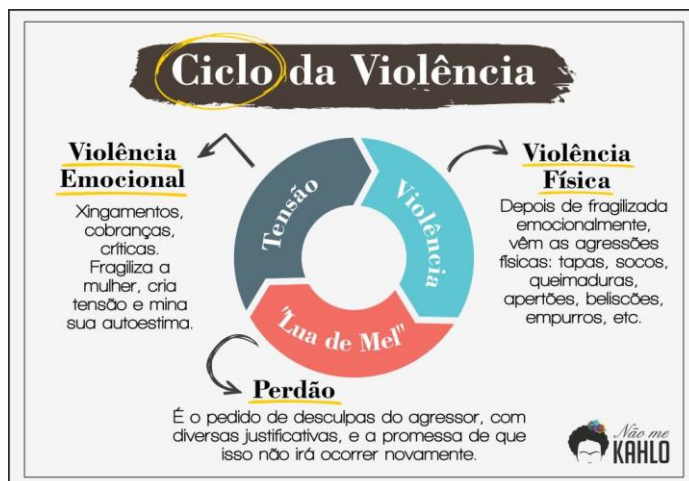 Ciclo da Violência
Violência
Emocional
Xingamentos,
cobranças,
críticas.
Fragiliza a
mulher, cria
tensão e mina
sua autoestima.
Tensão
Violência
"Lua de Mel"
Violência
Física
Depois de fragilizada
emocionalmente,
vêm as agressões
físicas: tapas, socos,
queimaduras,
apertões, beliscões,
empurros, etc.
Perdão
É o pedido de desculpas do agressor, com
diversas justificativas, e a promessa de que
isso não irá ocorrer novamente.
Não me
KAHLO